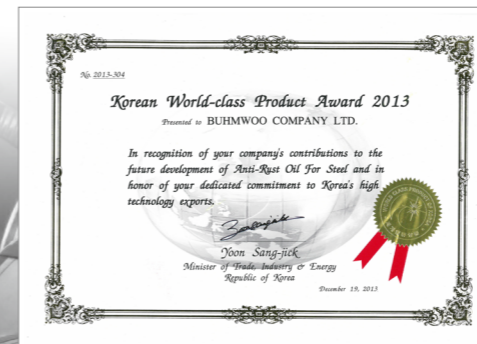 No. 2013-304
Korean World-class Product Award 2013
Presented to BUHMWOO COMPANY LTD.
In recognition of your company's contributions to the
future development of Anti-Rust Oil For Steel and in
honor of your dedicated commitment to Korea's high
technology exports.
Yoon Sang-jick
Minister of Trade, Industry & Energy
Republic of Korea
December 19, 2013